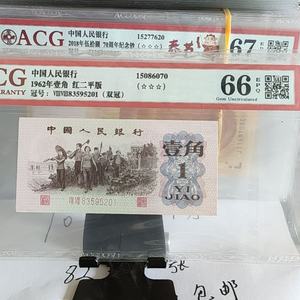 ACG 中国人民银行 15277620
2018年伍拾圆 70周年纪念钞 (☆☆☆) 67 EPQ
中国人民银行 15086070
ACG 1962年壹角 红二平版 (☆☆☆) 66 EPQ
GRADING 冠号: ⅦⅧⅢ83595201 (双冠) Gem Uncirculated
中国人民银行 壹角
1
YI
JIAO
83595201
包邮